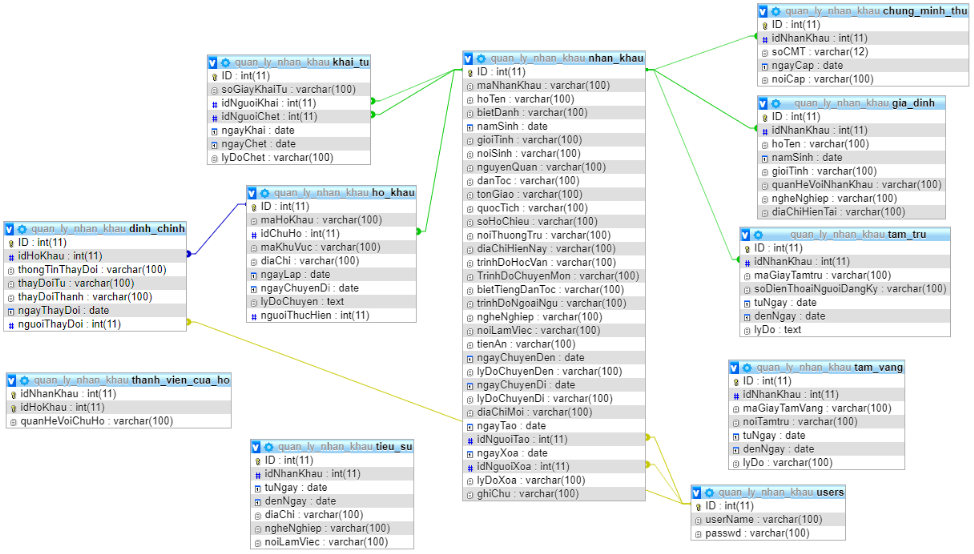 quan_ly_nhan_khau khai_tu
ID : int(11)
soGiayKhaiTu : varchar(100)
idNguoiKhai : int(11)
idNguoiChet : int(11)
ngayKhai : date
ngayChet : date
lyDoChet : varchar(100)
quan_ly_nhan_khau ho_khau
ID : int(11)
maHoKhau : varchar(100)
idChuHo : int(11)
maKhuVuc : varchar(100)
diaChi : varchar(100)
ngayLap : date
ngayChuyenDi : date
lyDoChuyen : text
nguoiThucHien : int(11)
quan_ly_nhan_khau dinh_chinh
ID : int(11)
idHoKhau : int(11)
thongTinThayDoi : varchar(100)
thayDoiTu : varchar(100)
thayDoiThanh : varchar(100)
ngayThayDoi : date
nguoiThayDoi : int(11)
quan_ly_nhan_khau thanh_vien_cua_ho
idNhanKhau : int(11)
idHoKhau : int(11)
quanHeVoiChuHo : varchar(100)
quan_ly_nhan_khau tieu_su
ID : int(11)
idNhanKhau : int(11)
tuNgay : date
denNgay : date
diaChi : varchar(100)
ngheNghiep : varchar(100)
noiLamViec : varchar(100)
quan_ly_nhan_khau nhan_khau
ID : int(11)
maNhanKhau : varchar(100)
hoTen : varchar(100)
bietDanh : varchar(100)
namSinh : date
gioiTinh : varchar(100)
noiSinh : varchar(100)
nguyenQuan : varchar(100)
danToc : varchar(100)
tonGiao : varchar(100)
quocTich : varchar(100)
soHoChieu : varchar(100)
noiThuongTru : varchar(100)
diaChiHienNay : varchar(100)
trinhDoHocVan : varchar(100)
TrinhDoChuyenMon : varchar(100)
bietTiengDanToc : varchar(100)
trinhDoNgoaiNgu : varchar(100)
ngheNghiep : varchar(100)
noiLamViec : varchar(100)
tienAn : varchar(100)
ngayChuyenDen : date
lyDoChuyenDen : varchar(100)
ngayChuyenDi : date
lyDoChuyenDi : varchar(100)
diaChiMoi : varchar(100)
ngayTao : date
idNguoiTao : int(11)
ngayXoa : date
idNguoiXoa : int(11)
lyDoXoa : varchar(100)
ghiChu : varchar(100)
quan_ly_nhan_khau chung_minh_thu
ID : int(11)
idNhanKhau : int(11)
soCMT : varchar(12)
ngayCap : date
noiCap : varchar(100)
quan_ly_nhan_khau gia_dinh
ID : int(11)
idNhanKhau : int(11)
hoTen : varchar(100)
namSinh : date
gioiTinh : varchar(100)
quanHeVoiNhanKhau : varchar(100)
ngheNghiep : varchar(100)
diaChiHienTai : varchar(100)
quan_ly_nhan_khau tam_tru
ID : int(11)
idNhanKhau : int(11)
maGiayTamtru : varchar(100)
soDienThoaiNguoiDangKy : varchar(100)
tuNgay : date
denNgay : date
lyDo : text
quan_ly_nhan_khau tam_vang
ID : int(11)
idNhanKhau : int(11)
maGiayTamVang : varchar(100)
noiTamtru : varchar(100)
tuNgay : date
denNgay : date
lyDo : varchar(100)
quan_ly_nhan_khau users
ID : int(11)
userName : varchar(100)
passwd : varchar(100)